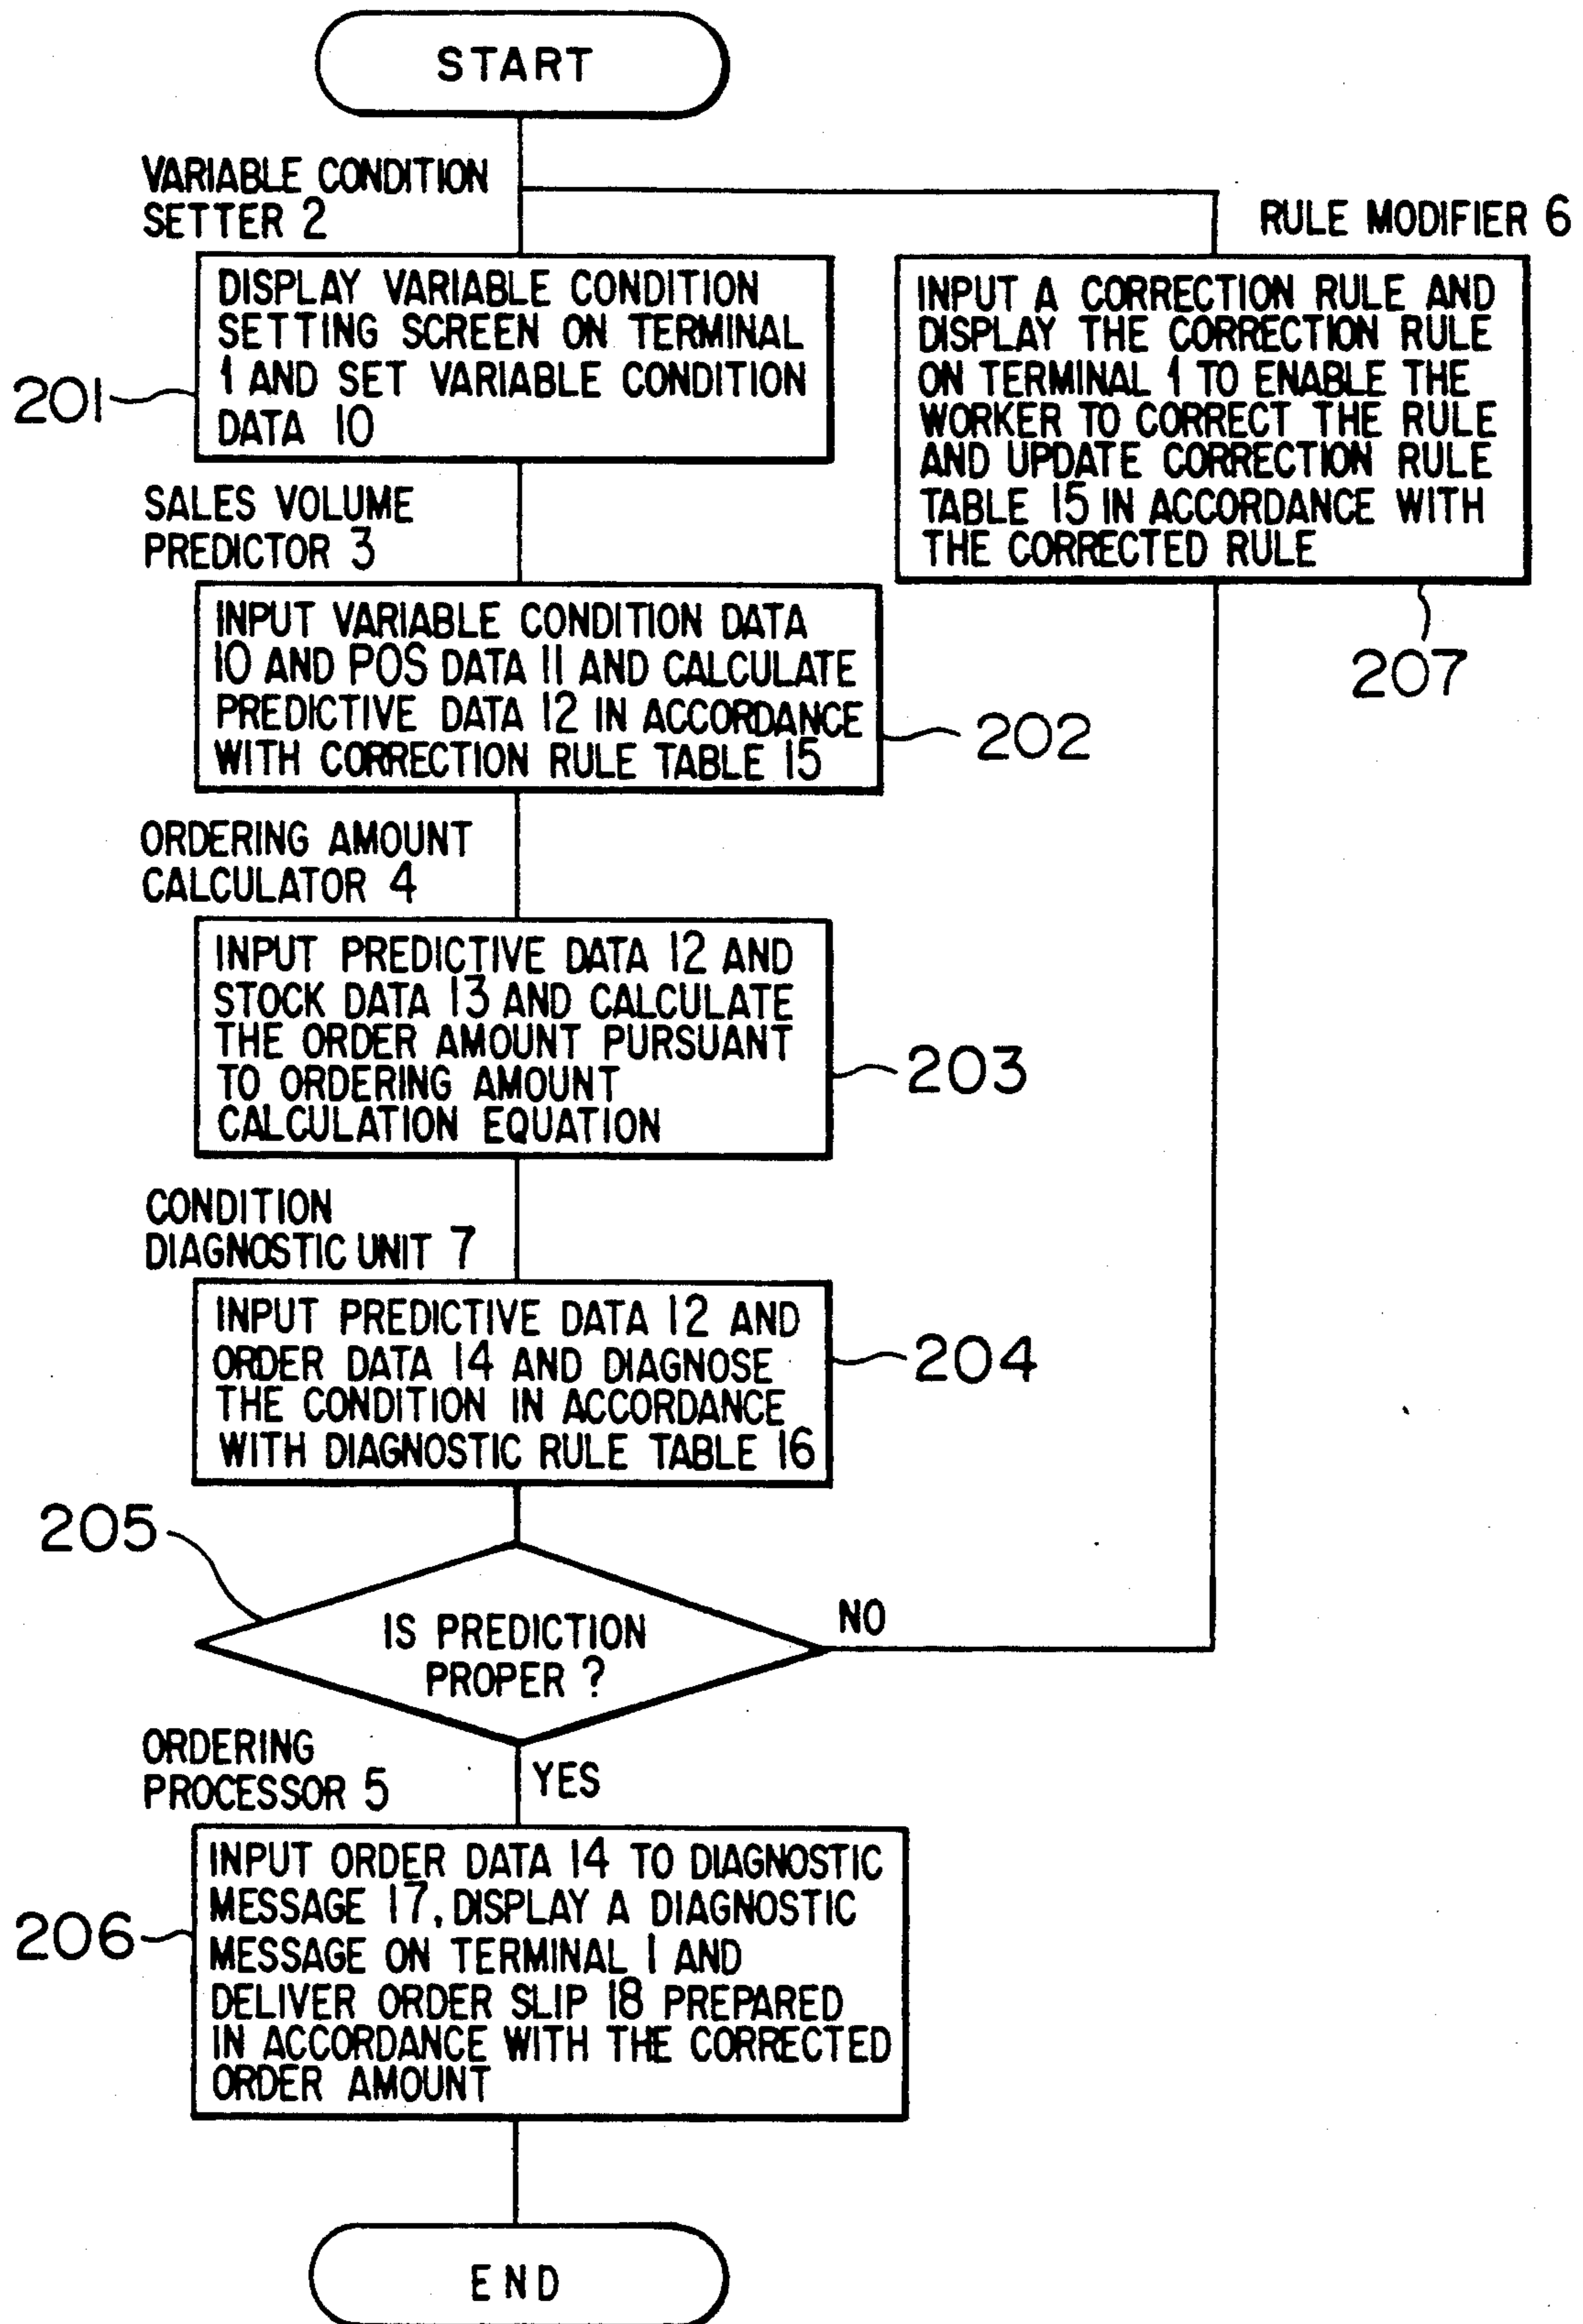 START
VARIABLE CONDITION
SETTER 2
RULE MODIFIER 6
DISPLAY VARIABLE CONDITION
SETTING SCREEN ON TERMINAL
1 AND SET VARIABLE CONDITION
DATA 10
201
INPUT A CORRECTION RULE AND
DISPLAY THE CORRECTION RULE
ON TERMINAL 1 TO ENABLE THE
WORKER TO CORRECT THE RULE
AND UPDATE CORRECTION RULE
TABLE 15 IN ACCORDANCE WITH
THE CORRECTED RULE
207
SALES VOLUME
PREDICTOR 3
INPUT VARIABLE CONDITION DATA
10 AND POS DATA 11 AND CALCULATE
PREDICTIVE DATA 12 IN ACCORDANCE
WITH CORRECTION RULE TABLE 15
202
ORDERING AMOUNT
CALCULATOR 4
INPUT PREDICTIVE DATA 12 AND
STOCK DATA 13 AND CALCULATE
THE ORDER AMOUNT PURSUANT
TO ORDERING AMOUNT
CALCULATION EQUATION
203
CONDITION
DIAGNOSTIC UNIT 7
INPUT PREDICTIVE DATA 12 AND
ORDER DATA 14 AND DIAGNOSE
THE CONDITION IN ACCORDANCE
WITH DIAGNOSTIC RULE TABLE 16
204
205
IS PREDICTION
PROPER ?
NO
YES
ORDERING
PROCESSOR 5
INPUT ORDER DATA 14 TO DIAGNOSTIC
MESSAGE 17, DISPLAY A DIAGNOSTIC
MESSAGE ON TERMINAL 1 AND
DELIVER ORDER SLIP 18 PREPARED
IN ACCORDANCE WITH THE CORRECTED
ORDER AMOUNT
206
END